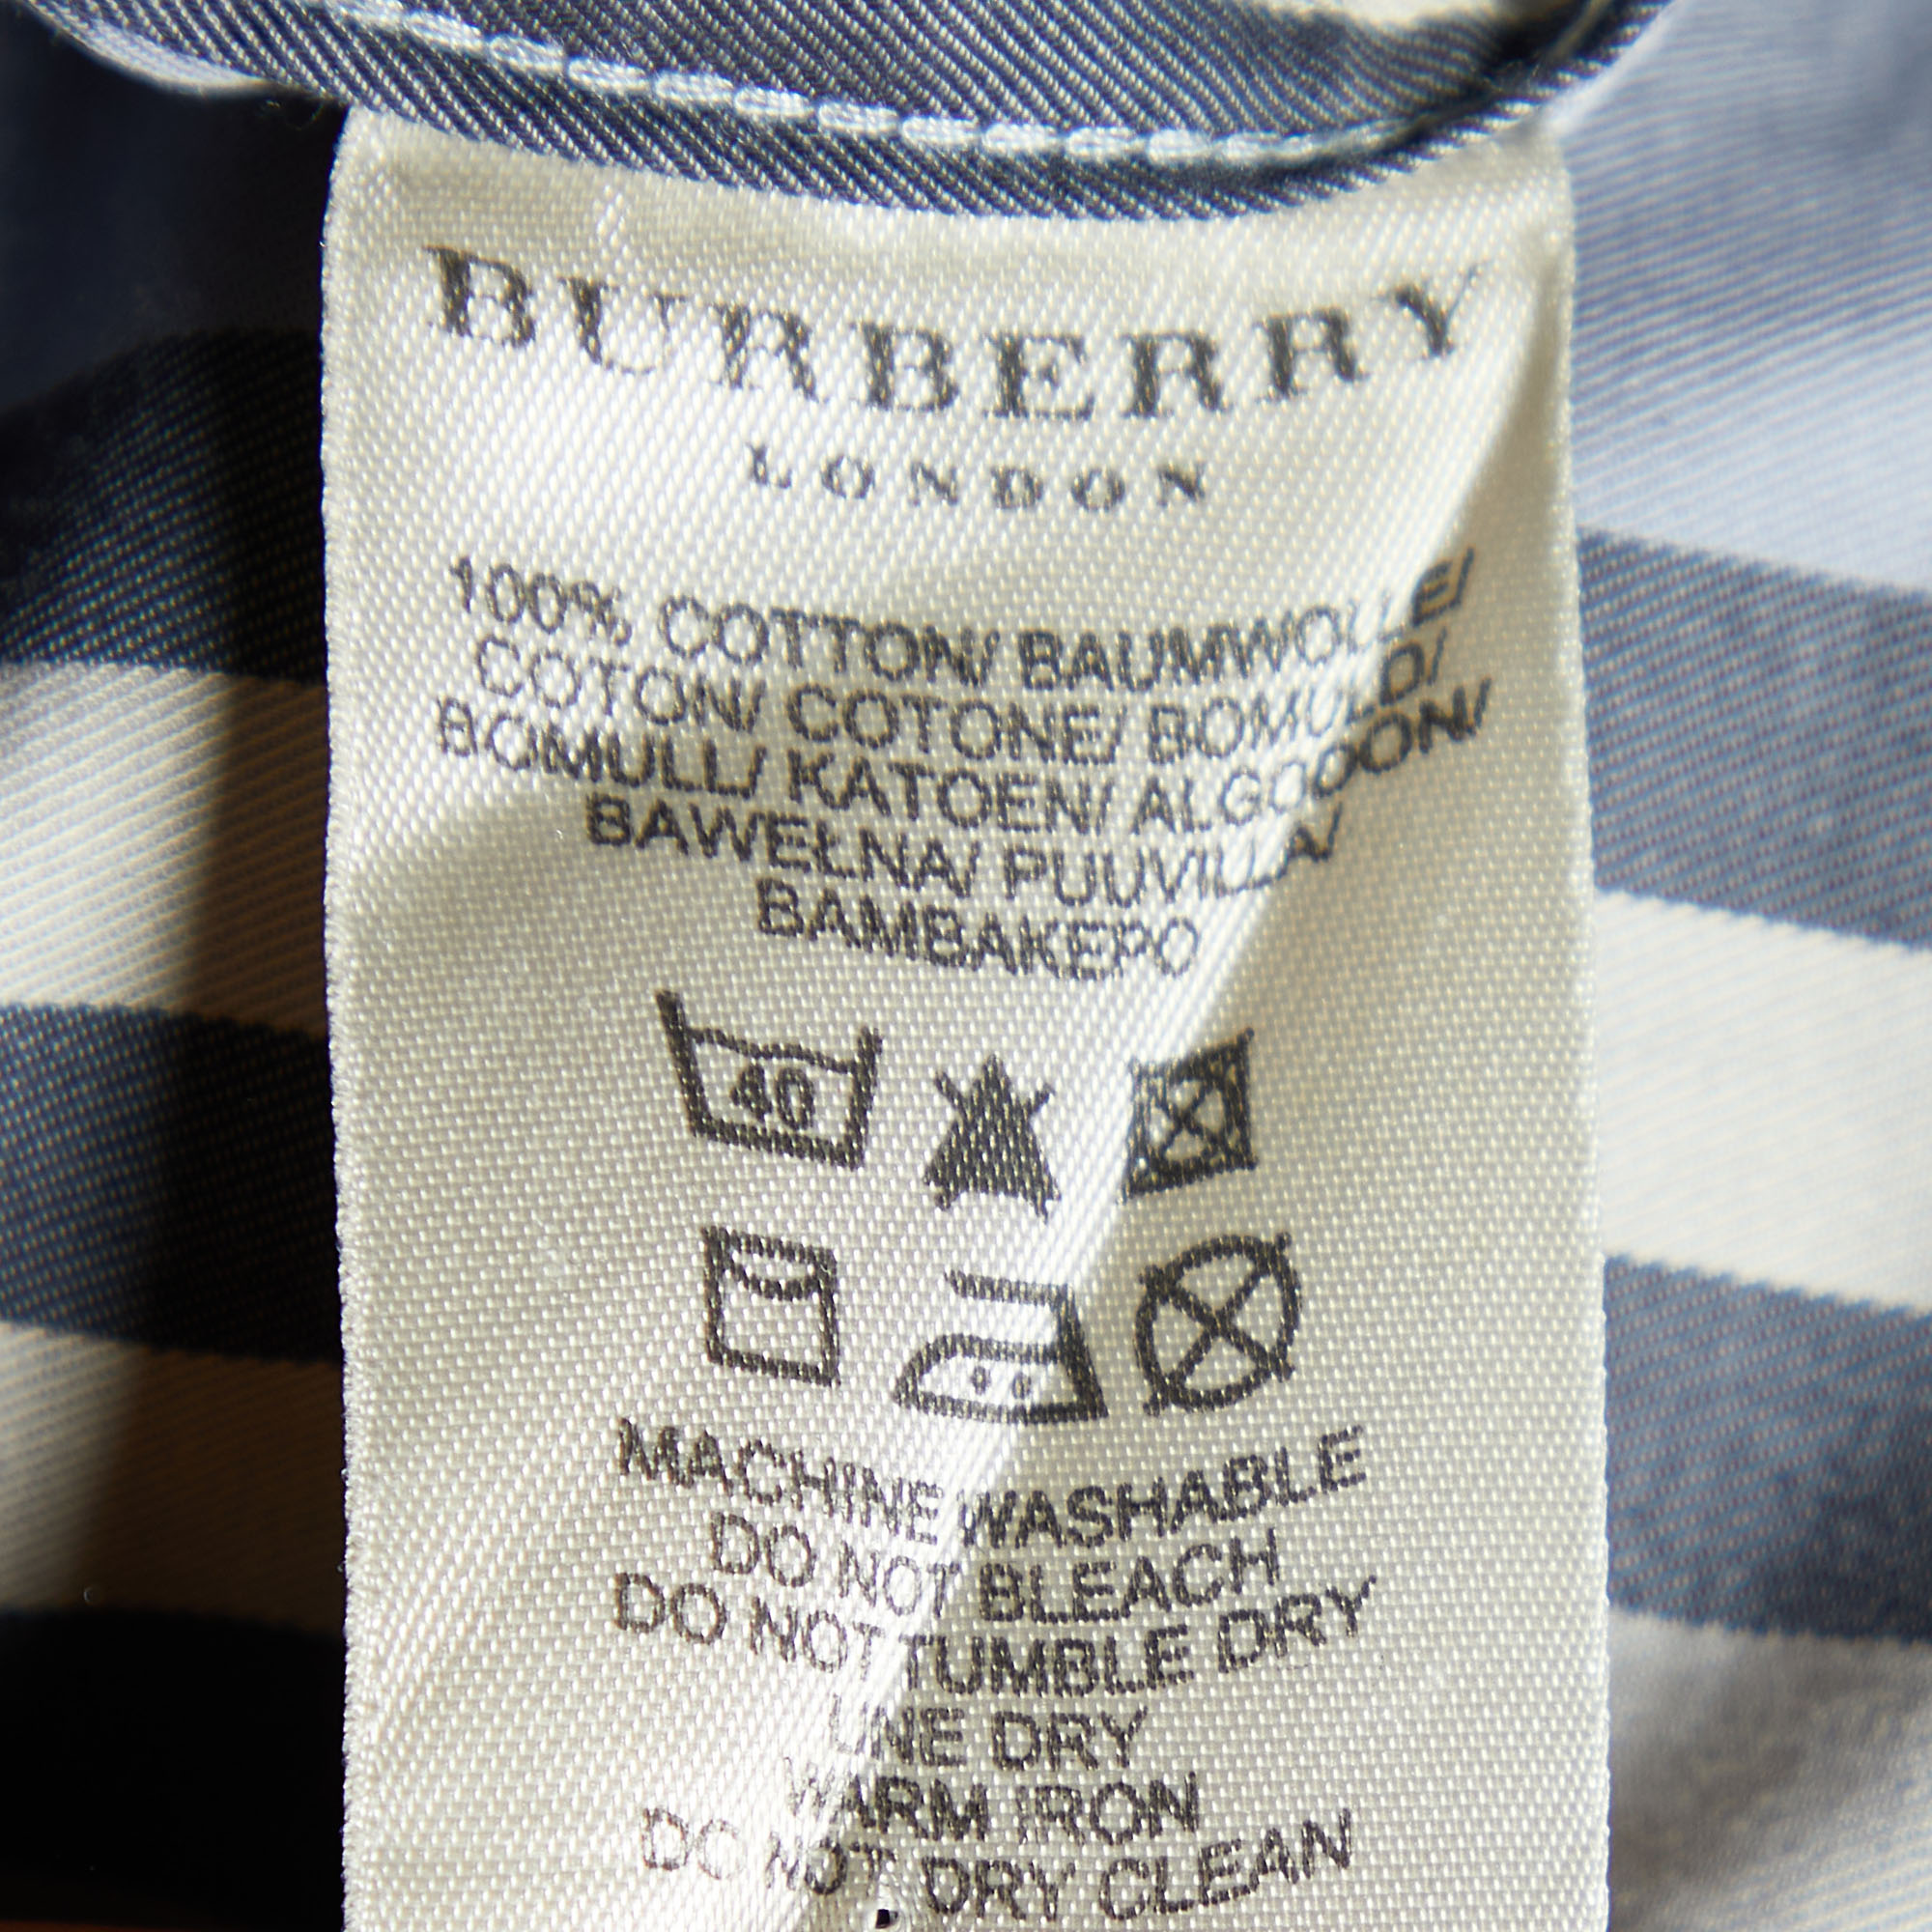 BURBERRY
LONDON
100% COTTON/ BAUMWOLLE/
COTON/ COTONE/ BOMULD/
BOMULL/ KATOEN/ ALGODON/
BAWEŁNA/ PUUVILLA/
BAMBAKEPO
40
MACHINE WASHABLE
DO NOT BLEACH
DO NOT TUMBLE DRY
LINE DRY
WARM IRON
DO NOT DRY CLEAN